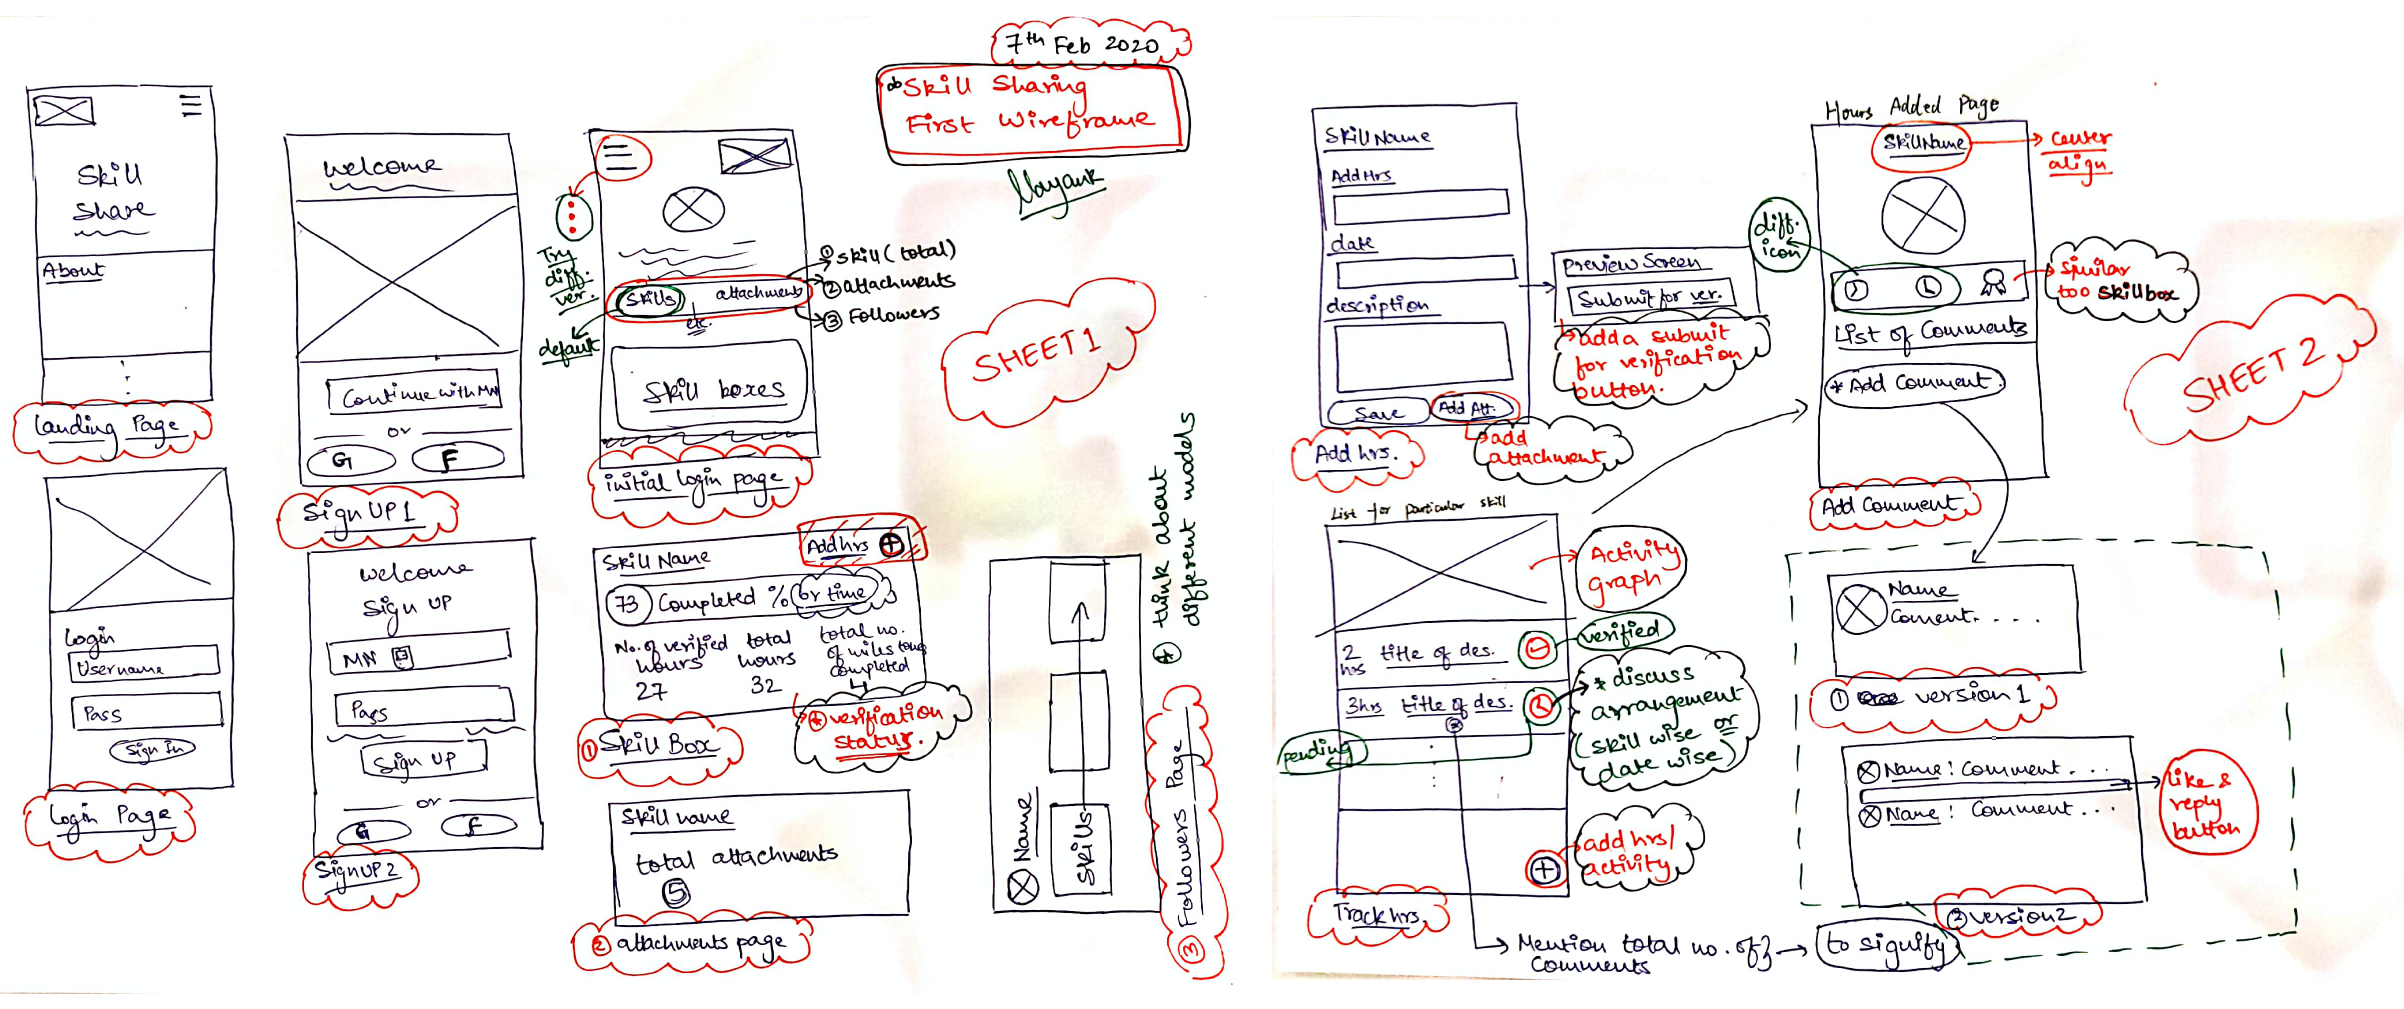 7th Feb 2020
Skill Sharing
First Wireframe
Mayank
SHEET 1
Skill
Share
About
Landing Page
Login
Username
Pass
Sign In
Login Page
Welcome
Continue with MN
or
G F
Sign UP 1
Welcome
Sign UP
MN
Pass
Sign UP
or
G F
Sign UP 2
Try
diff.
ver.
Skills attachments
etc.
default
① Skill (total)
② attachments
③ Followers
Skill boxes
initial login page
Skill Name
Add hrs +
73 Completed % or time
No. of verified
hours
27
total
hours
32
total no.
completed
4
* verification
status.
① Skill Box
Skill name
total attachments
5
② attachments page
Name
Skills
③ Followers Page
* think about
different models
SHEET 2
Skill Name
Add Hrs
date
description
Save Add Att.
Add hrs.
add
attachment
Preview Screen
Submit for ver.
add a submit
for verification
button.
Hours Added Page
Skill Name
center
align
diff.
icon
similar
too skillbox
List of Comments
* Add Comment.
Add Comment
List for particular skill
Activity
graph
2
hrs
title of des.
verified
3hrs title of des.
pending
* discuss
arrangement
(skill wise or
date wise)
add hrs/
activity
Track hrs.
Mention total no. of
Comments
to signify
Name
Coment. . . .
① version 1
Name: Comment. . .
Name: Comment. . .
like &
reply
button
② version 2